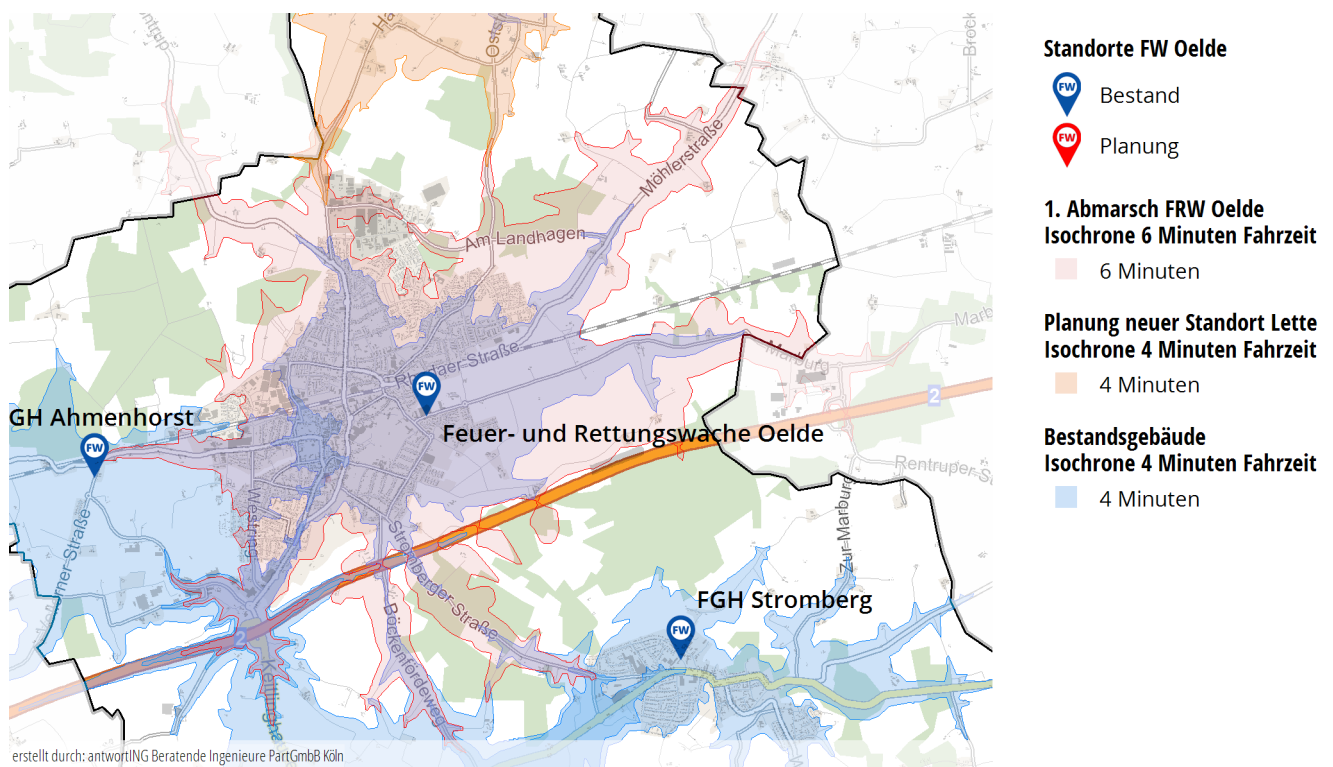 Standorte FW Oelde
FW
Bestand
FW
Planung
1. Abmarsch FRW Oelde
Isochrone 6 Minuten Fahrzeit
6 Minuten
Planung neuer Standort Lette
Isochrone 4 Minuten Fahrzeit
4 Minuten
Bestandsgebäude
Isochrone 4 Minuten Fahrzeit
4 Minuten
Möhlerstraße
Am-Landhagen
2
FW
GH Ahmenhorst
FW
Feuer- und Rettungswache Oelde
Westring
Stromberger-Straße
Zur-Marburg
Böckenfördeweg
FGH Stromberg
FW
2
erstellt durch: antwortING Beratende Ingenieure PartGmbB Köln